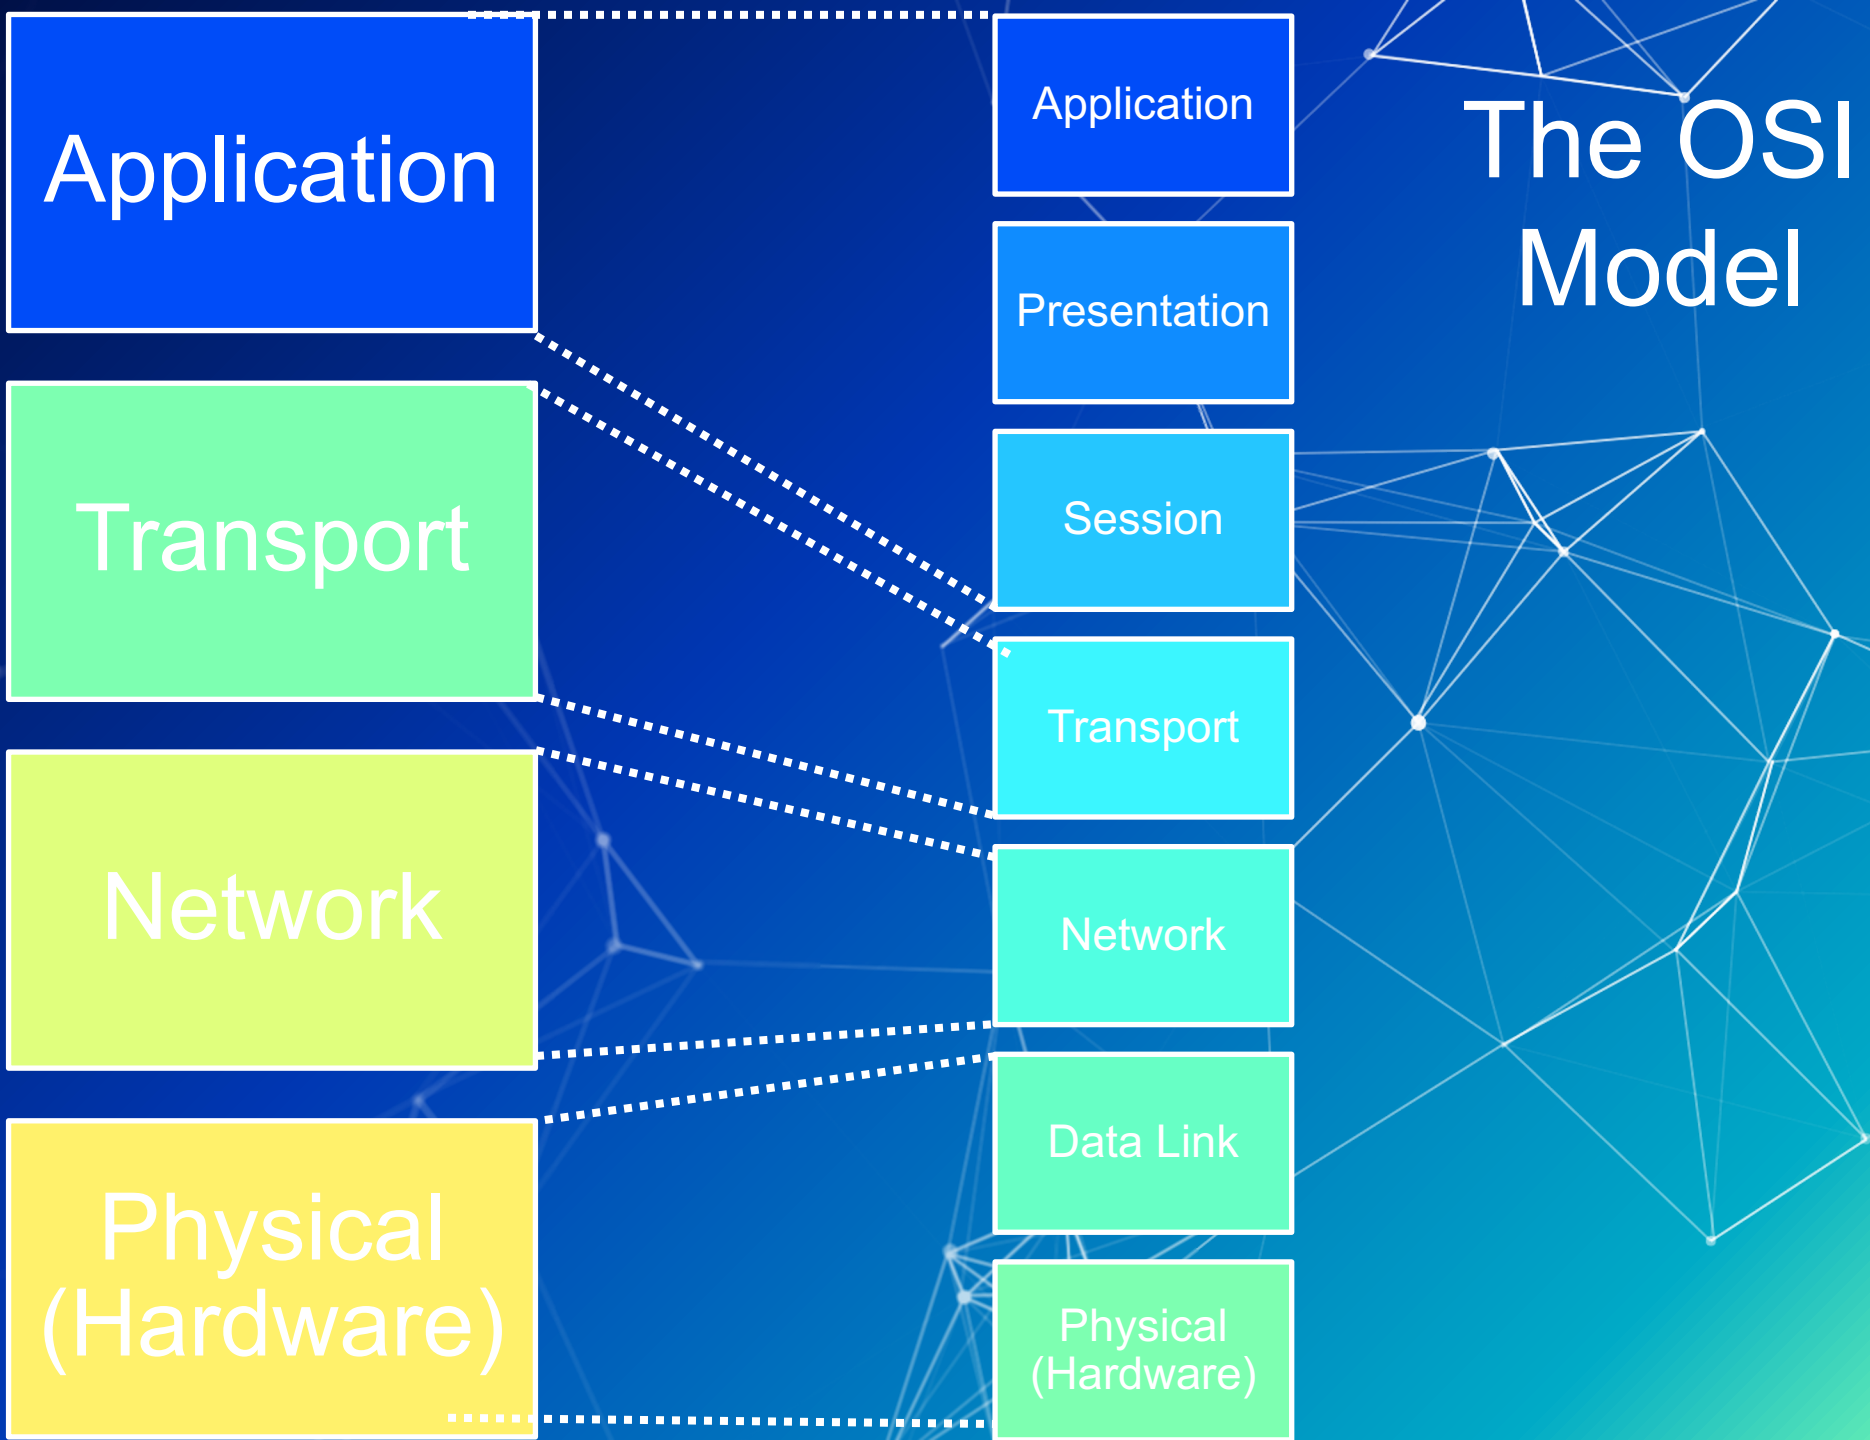 Application
Transport
Network
Physical
(Hardware)
Application
Presentation
Session
Transport
Network
Data Link
Physical
(Hardware)
The OSI
Model